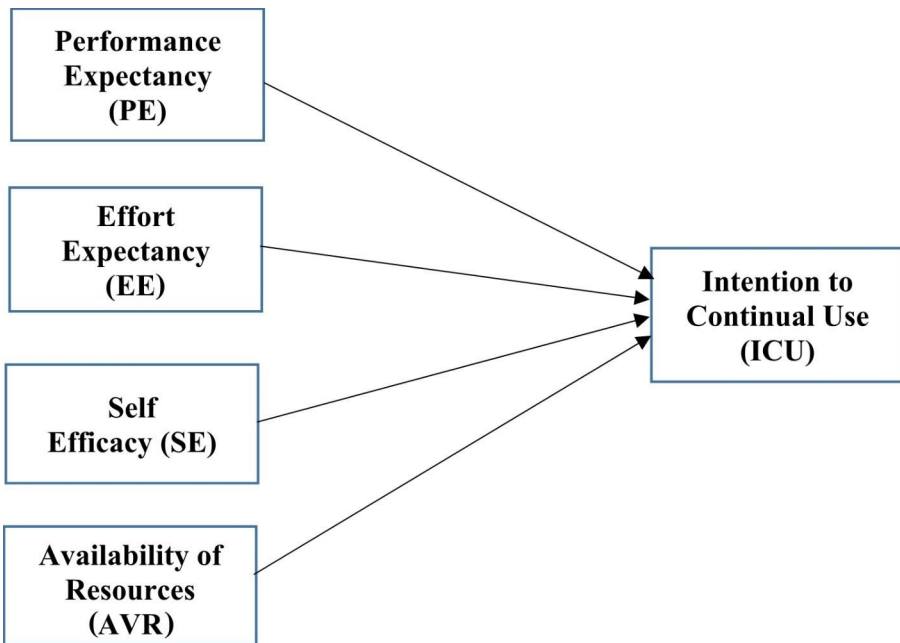 Performance
Expectancy
(PE)
Effort
Expectancy
(EE)
Self
Efficacy (SE)
Availability of
Resources
(AVR)
Intention to
Continual Use
(ICU)